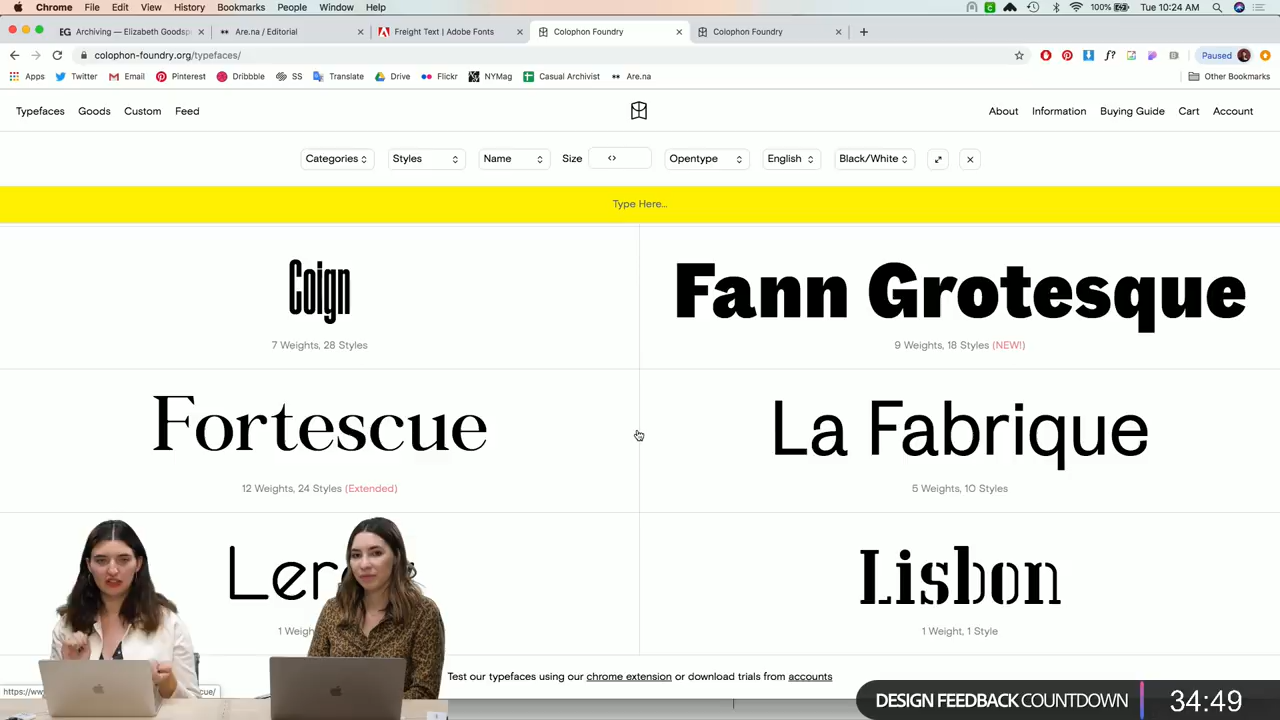 Chrome File Edit View History Bookmarks People Window Help 100% Tue 10:24 AM
Archiving — Elizabeth Goodsp Are.na / Editorial Freight Text | Adobe Fonts Colophon Foundry Colophon Foundry
colophon-foundry.org/typefaces/ Paused
Apps Twitter Email Pinterest Dribbble SS Translate Drive Flickr NYMag Casual Archivist Are.na Other Bookmarks
Typefaces Goods Custom Feed About Information Buying Guide Cart Account
Categories Styles Name Size Opentype English Black/White
Type Here...
Coign Fann Grotesque
7 Weights, 28 Styles 9 Weights, 18 Styles (NEW!)
Fortescue La Fabrique
12 Weights, 24 Styles (Extended) 5 Weights, 10 Styles
Lisbon
1 Weigh 1 Weight, 1 Style
Test our typefaces using our chrome extension or download trials from accounts
DESIGN FEEDBACK COUNTDOWN 34:49